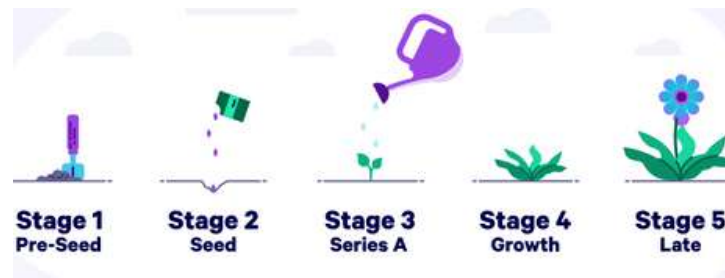 Stage 1
Pre-Seed
Stage 2
Seed
Stage 3
Series A
Stage 4
Growth
Stage 5
Late